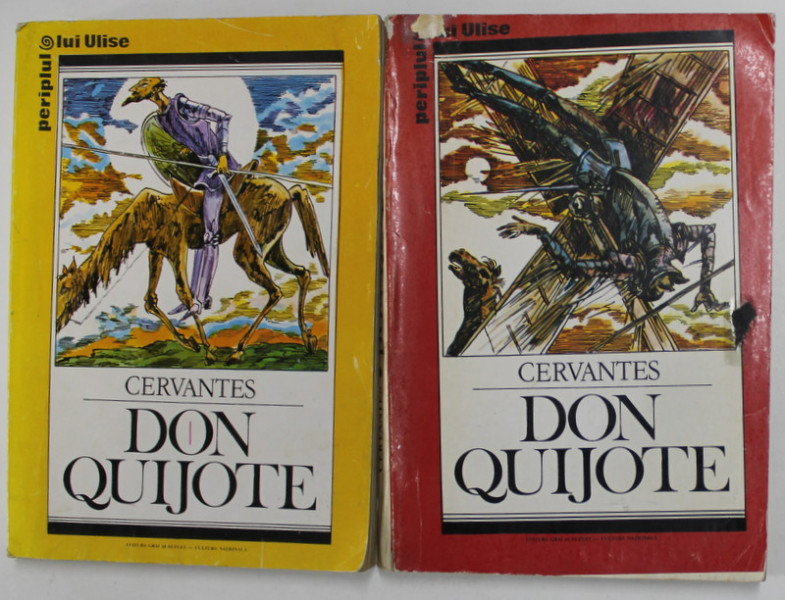 periplul lui Ulise
CERVANTES
DON
QUIJOTE
periplul lui Ulise
CERVANTES
DON
QUIJOTE